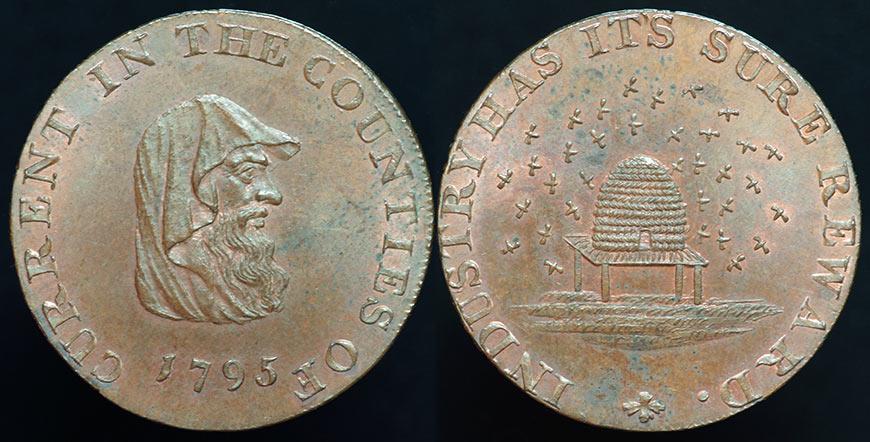 CURRENT IN THE COUNTIES OF
1795
INDUSTRY HAS ITS SURE REWARD.